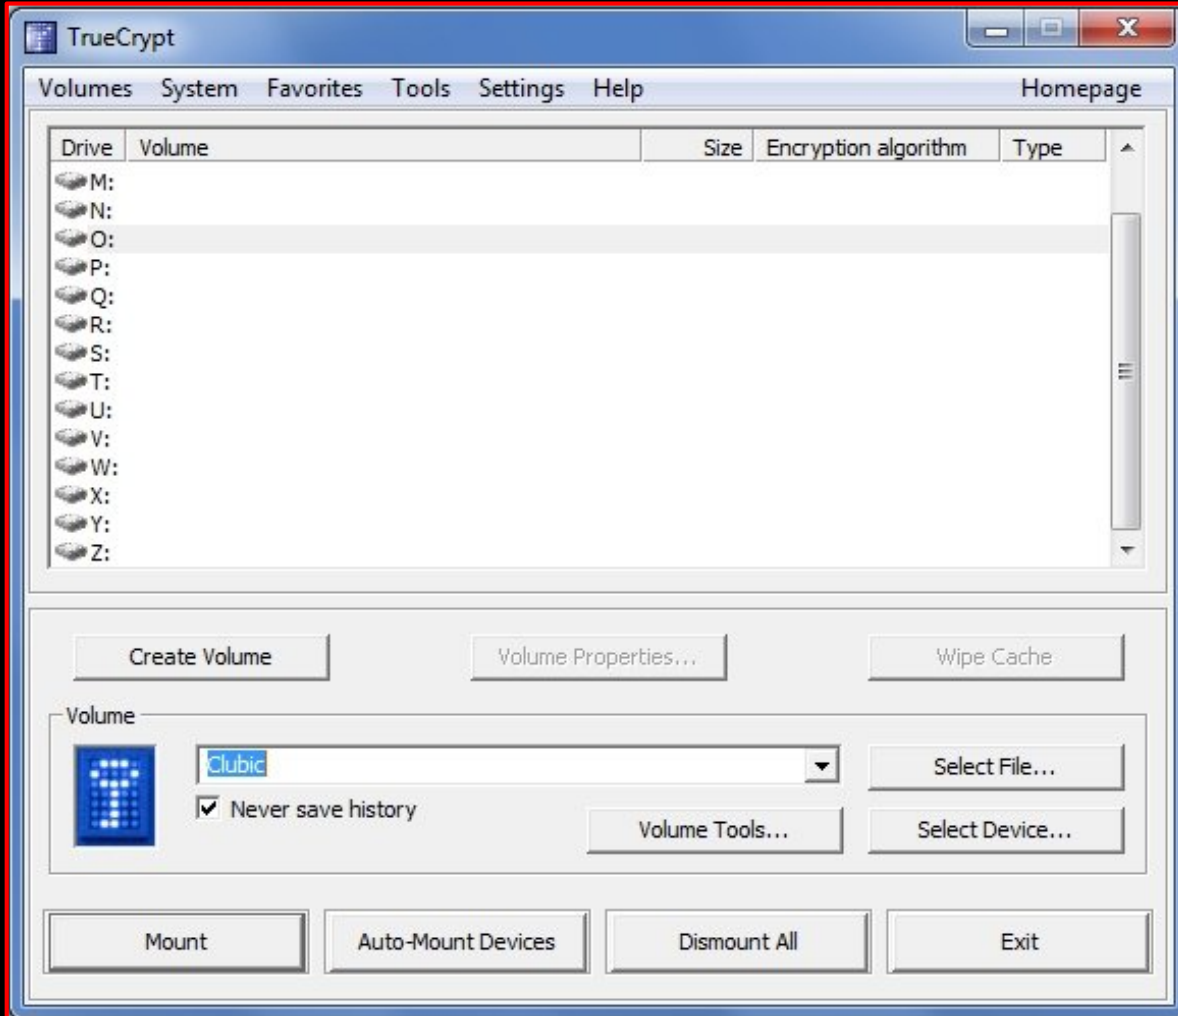 TrueCrypt
Volumes System Favorites Tools Settings Help Homepage
Drive Volume Size Encryption algorithm Type
M:
N:
O:
P:
Q:
R:
S:
T:
U:
V:
W:
X:
Y:
Z:
Create Volume Volume Properties... Wipe Cache
Volume
Clubic Select File...
Never save history
Volume Tools... Select Device...
Mount Auto-Mount Devices Dismount All Exit